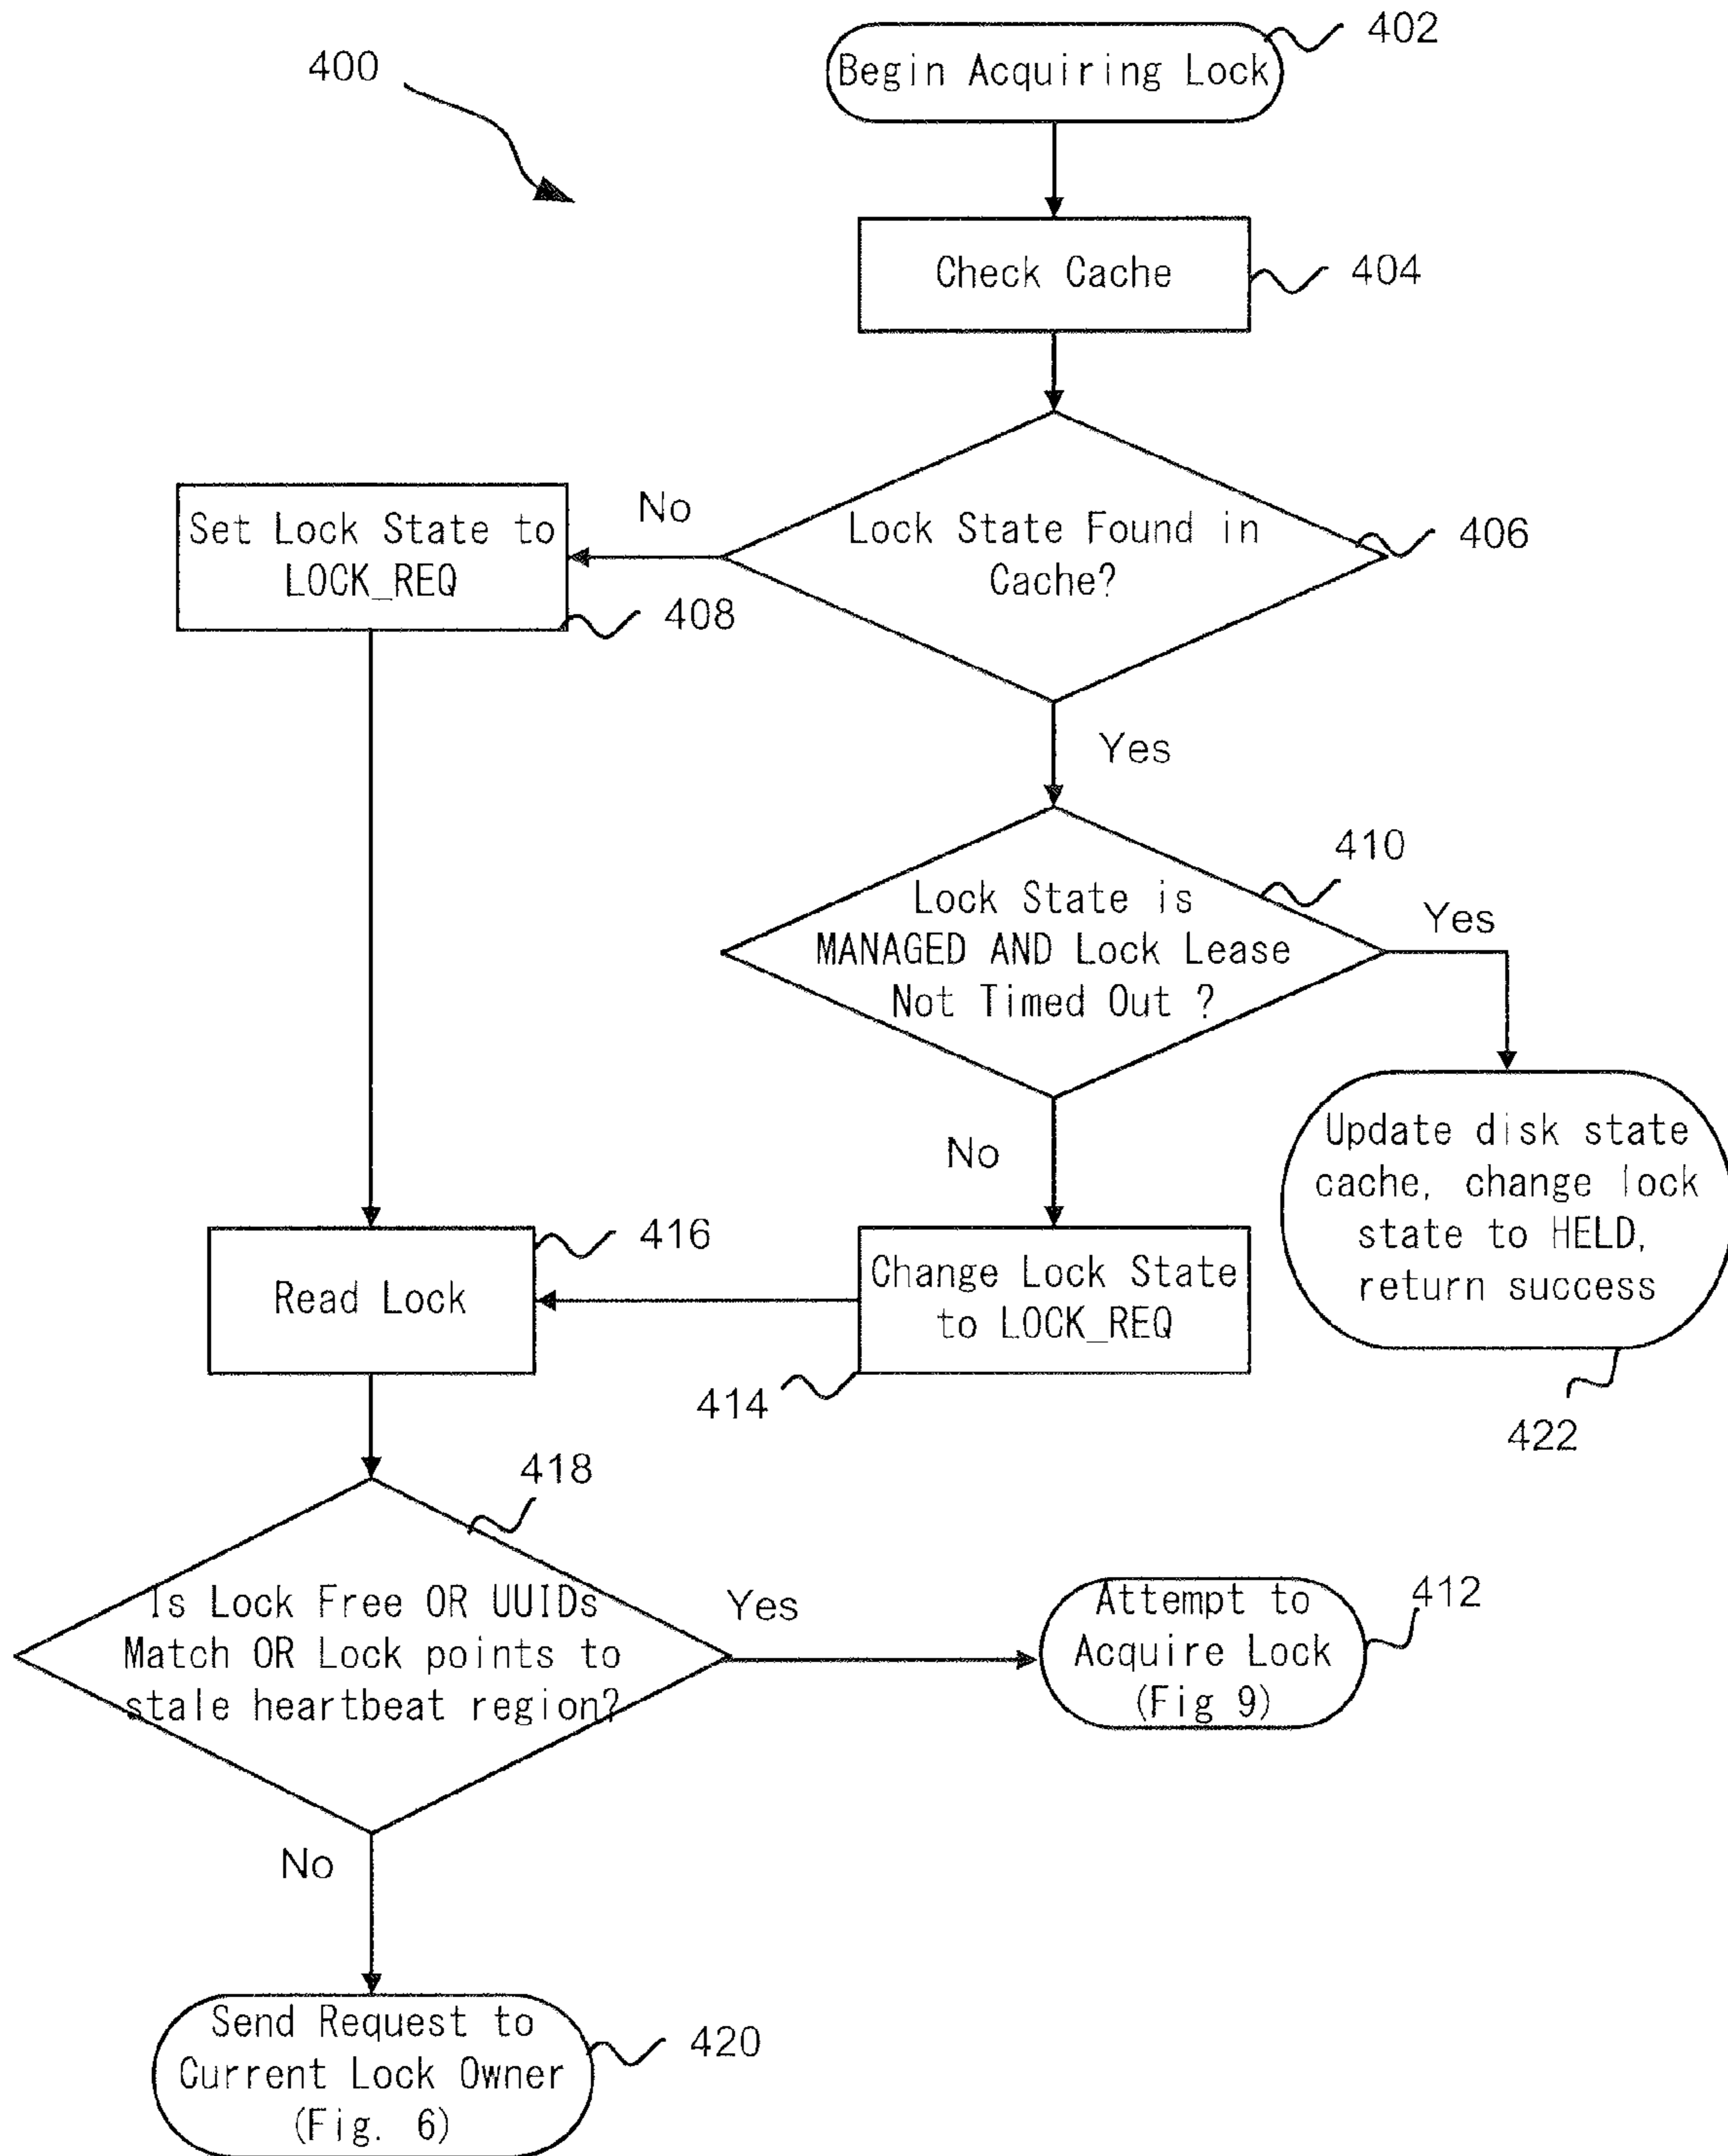 400
Begin Acquiring Lock
402
Check Cache
404
Lock State Found in
Cache?
406
No
Set Lock State to
LOCK_REQ
408
Yes
Lock State is
MANAGED AND Lock Lease
Not Timed Out ?
410
Yes
Update disk state
cache, change lock
state to HELD,
return success
422
No
Change Lock State
to LOCK_REQ
414
Read Lock
416
Is Lock Free OR UUIDs
Match OR Lock points to
stale heartbeat region?
418
Yes
Attempt to
Acquire Lock
(Fig 9)
412
No
Send Request to
Current Lock Owner
(Fig. 6)
420